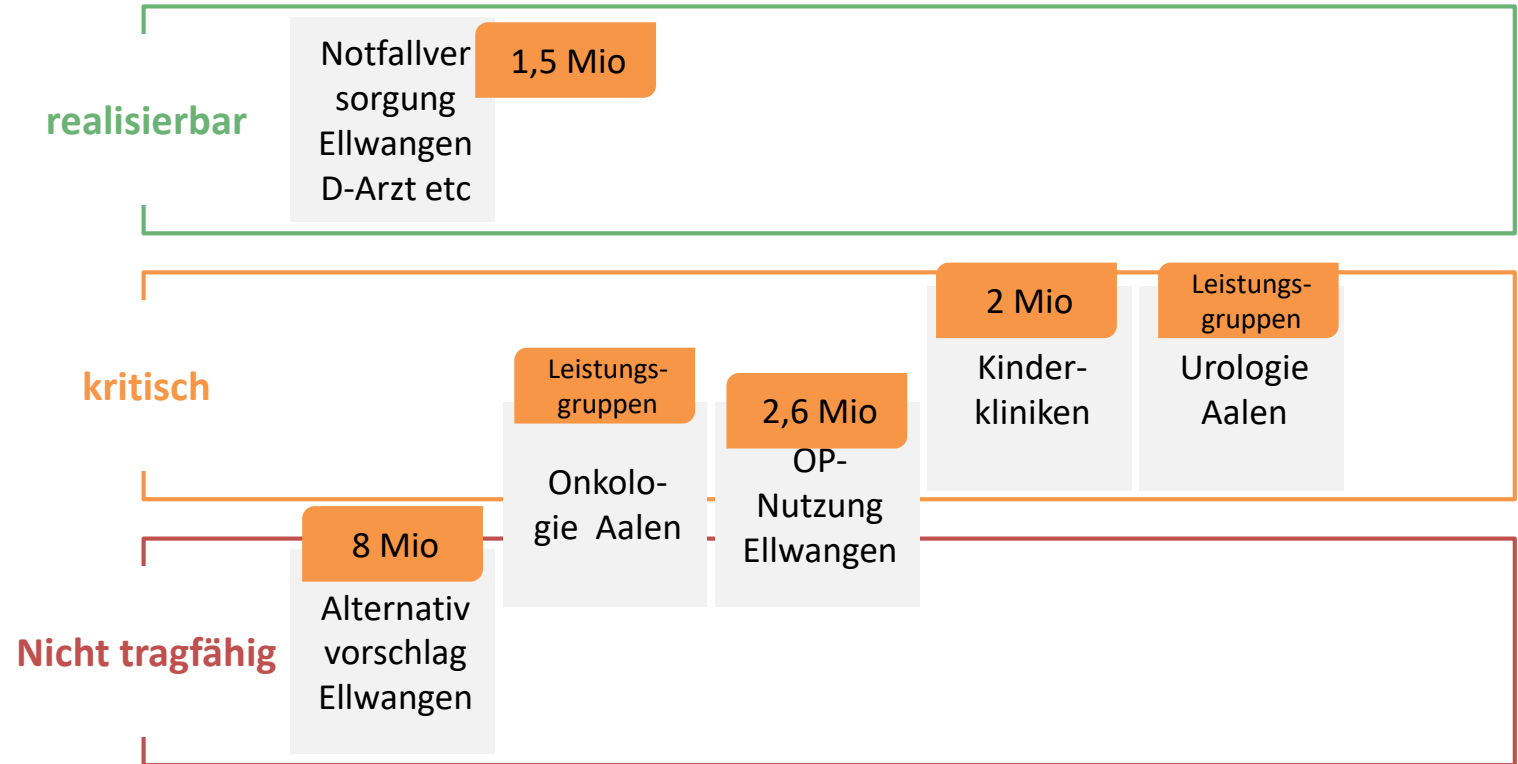 realisierbar
Notfallver
sorgung
Ellwangen
D-Arzt etc
1,5 Mio
kritisch
Leistungs-
gruppen
Onkolo-
gie Aalen
2,6 Mio
OP-
Nutzung
Ellwangen
2 Mio
Kinder-
kliniken
Leistungs-
gruppen
Urologie
Aalen
Nicht tragfähig
8 Mio
Alternativ
vorschlag
Ellwangen